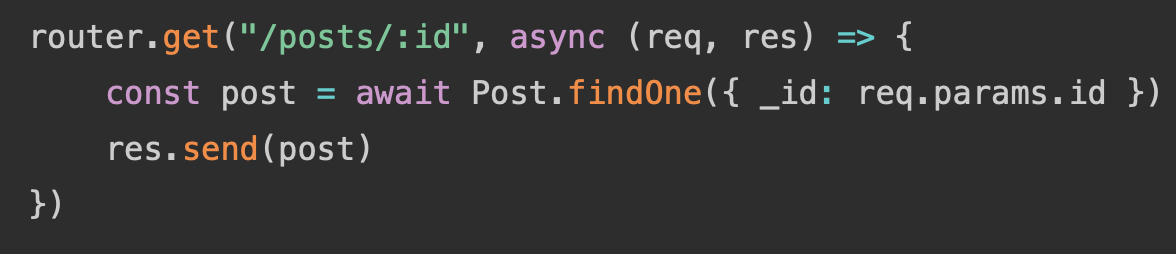 router.get("/posts/:id", async (req, res) => {
    const post = await Post.findOne({ _id: req.params.id })
    res.send(post)
})